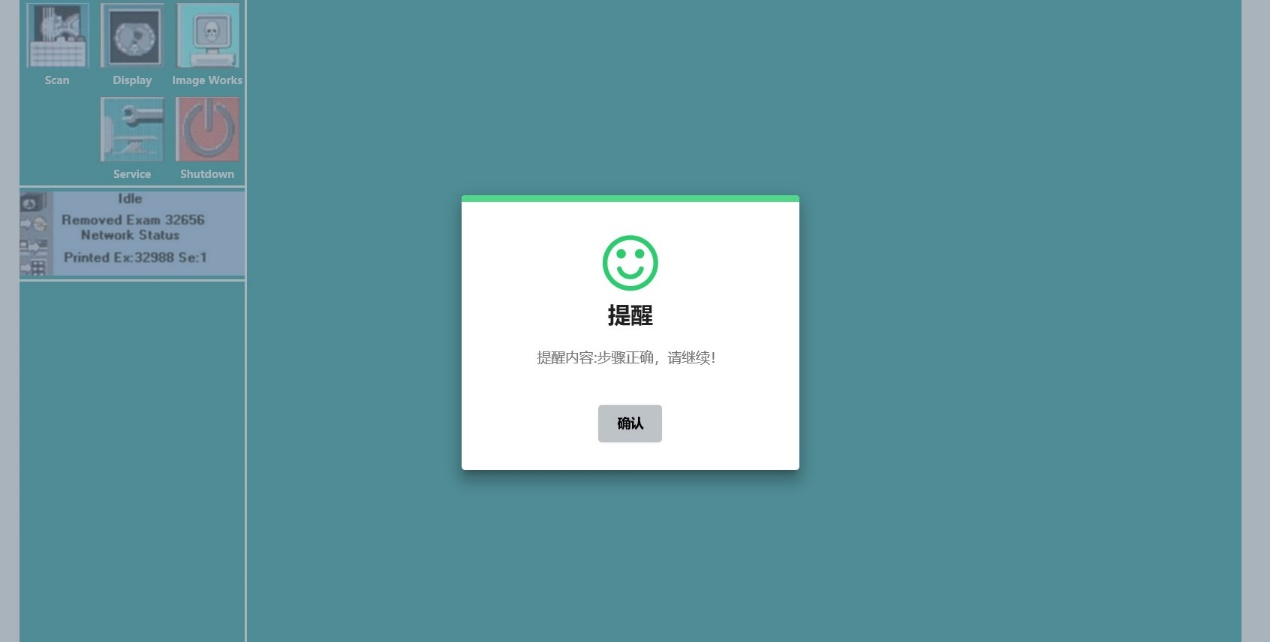 Scan Display Image Works
Service Shutdown
Idle
Removed Exam 32656
Network Status
Printed Ex:32988 Se:1
提醒
提醒内容:步骤正确，请继续!
确认